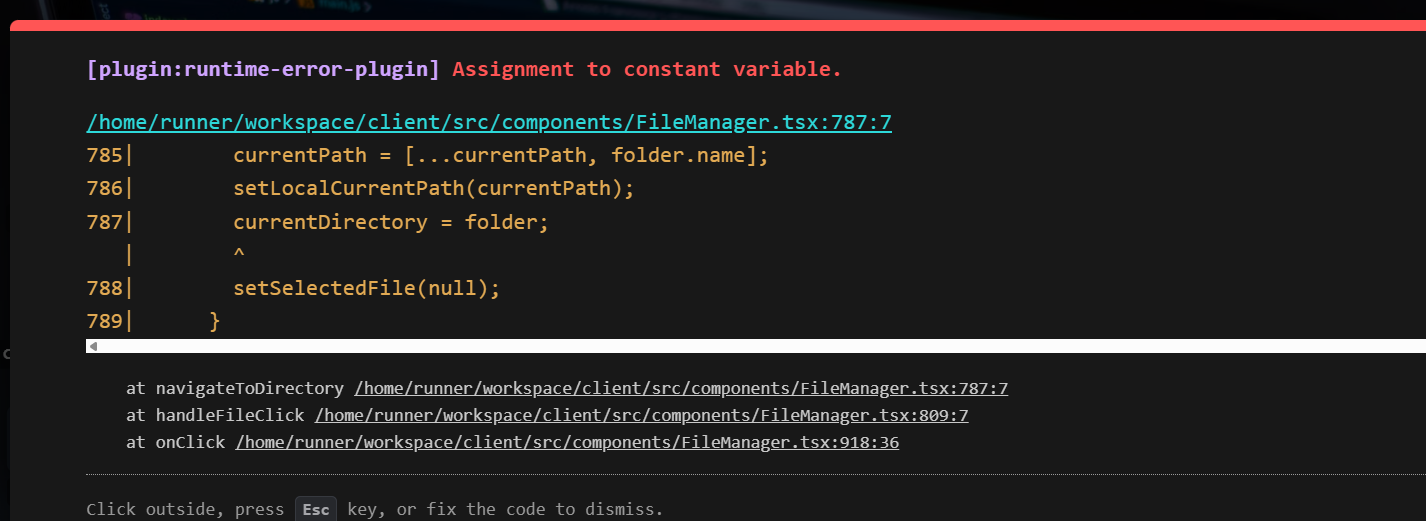 main.js
[plugin:runtime-error-plugin] Assignment to constant variable.
/home/runner/workspace/client/src/components/FileManager.tsx:787:7
785|        currentPath = [...currentPath, folder.name];
786|        setLocalCurrentPath(currentPath);
787|        currentDirectory = folder;
   |        ^
788|        setSelectedFile(null);
789|      }
at navigateToDirectory /home/runner/workspace/client/src/components/FileManager.tsx:787:7
at handleFileClick /home/runner/workspace/client/src/components/FileManager.tsx:809:7
at onClick /home/runner/workspace/client/src/components/FileManager.tsx:918:36
Click outside, press Esc key, or fix the code to dismiss.